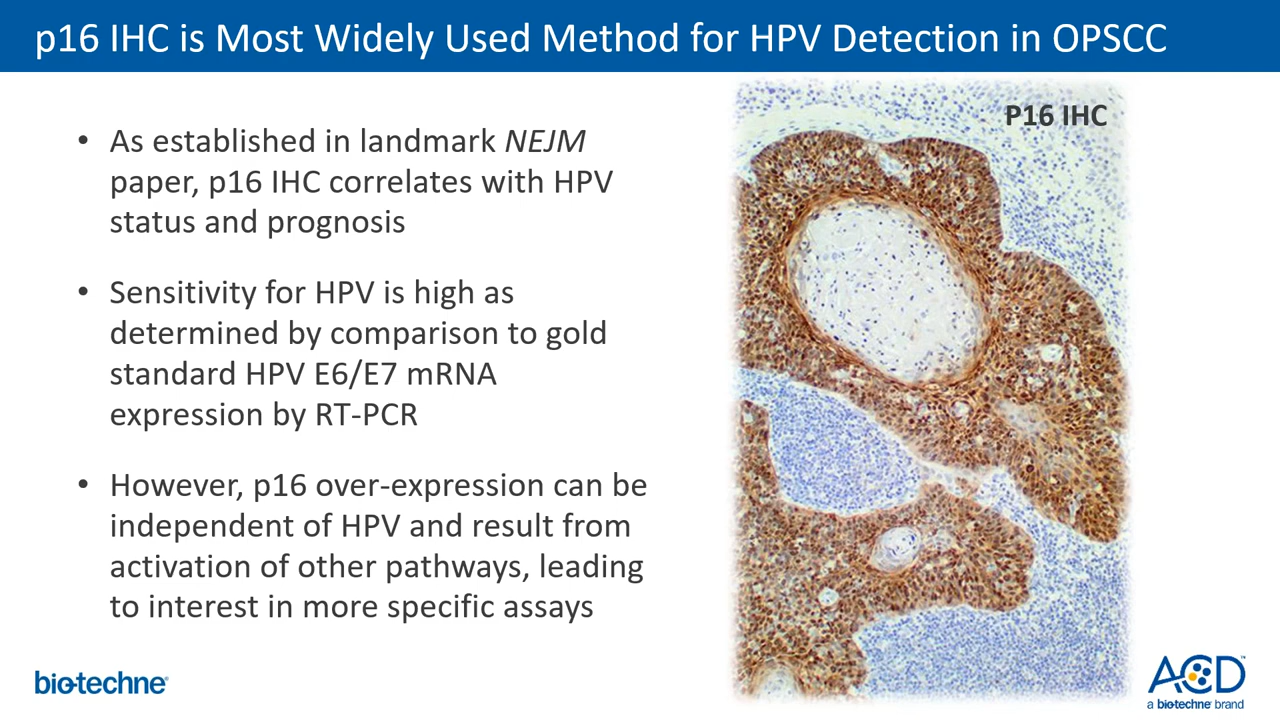 p16 IHC is Most Widely Used Method for HPV Detection in OPSCC
• As established in landmark NEJM
paper, p16 IHC correlates with HPV
status and prognosis
• Sensitivity for HPV is high as
determined by comparison to gold
standard HPV E6/E7 mRNA
expression by RT-PCR
• However, p16 over-expression can be
independent of HPV and result from
activation of other pathways, leading
to interest in more specific assays
P16 IHC
bio-techne®
ACD™
a bio-techne® brand